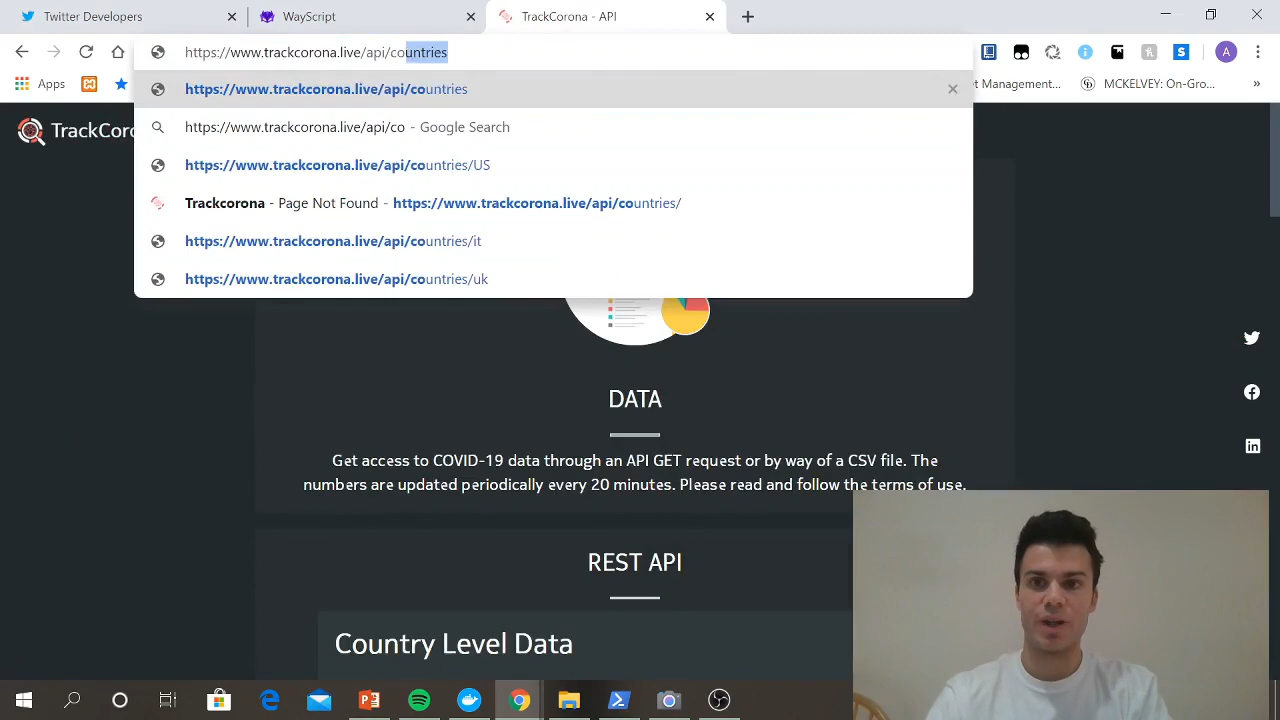 Twitter Developers
WayScript
TrackCorona - API
https://www.trackcorona.live/api/countries
Apps
et Management...
MCKELVEY: On-Gro...
https://www.trackcorona.live/api/countries
https://www.trackcorona.live/api/co - Google Search
https://www.trackcorona.live/api/countries/US
Trackcorona - Page Not Found - https://www.trackcorona.live/api/countries/
https://www.trackcorona.live/api/countries/it
https://www.trackcorona.live/api/countries/uk
TrackCoro
DATA
Get access to COVID-19 data through an API GET request or by way of a CSV file. The
numbers are updated periodically every 20 minutes. Please read and follow the terms of use.
REST API
Country Level Data